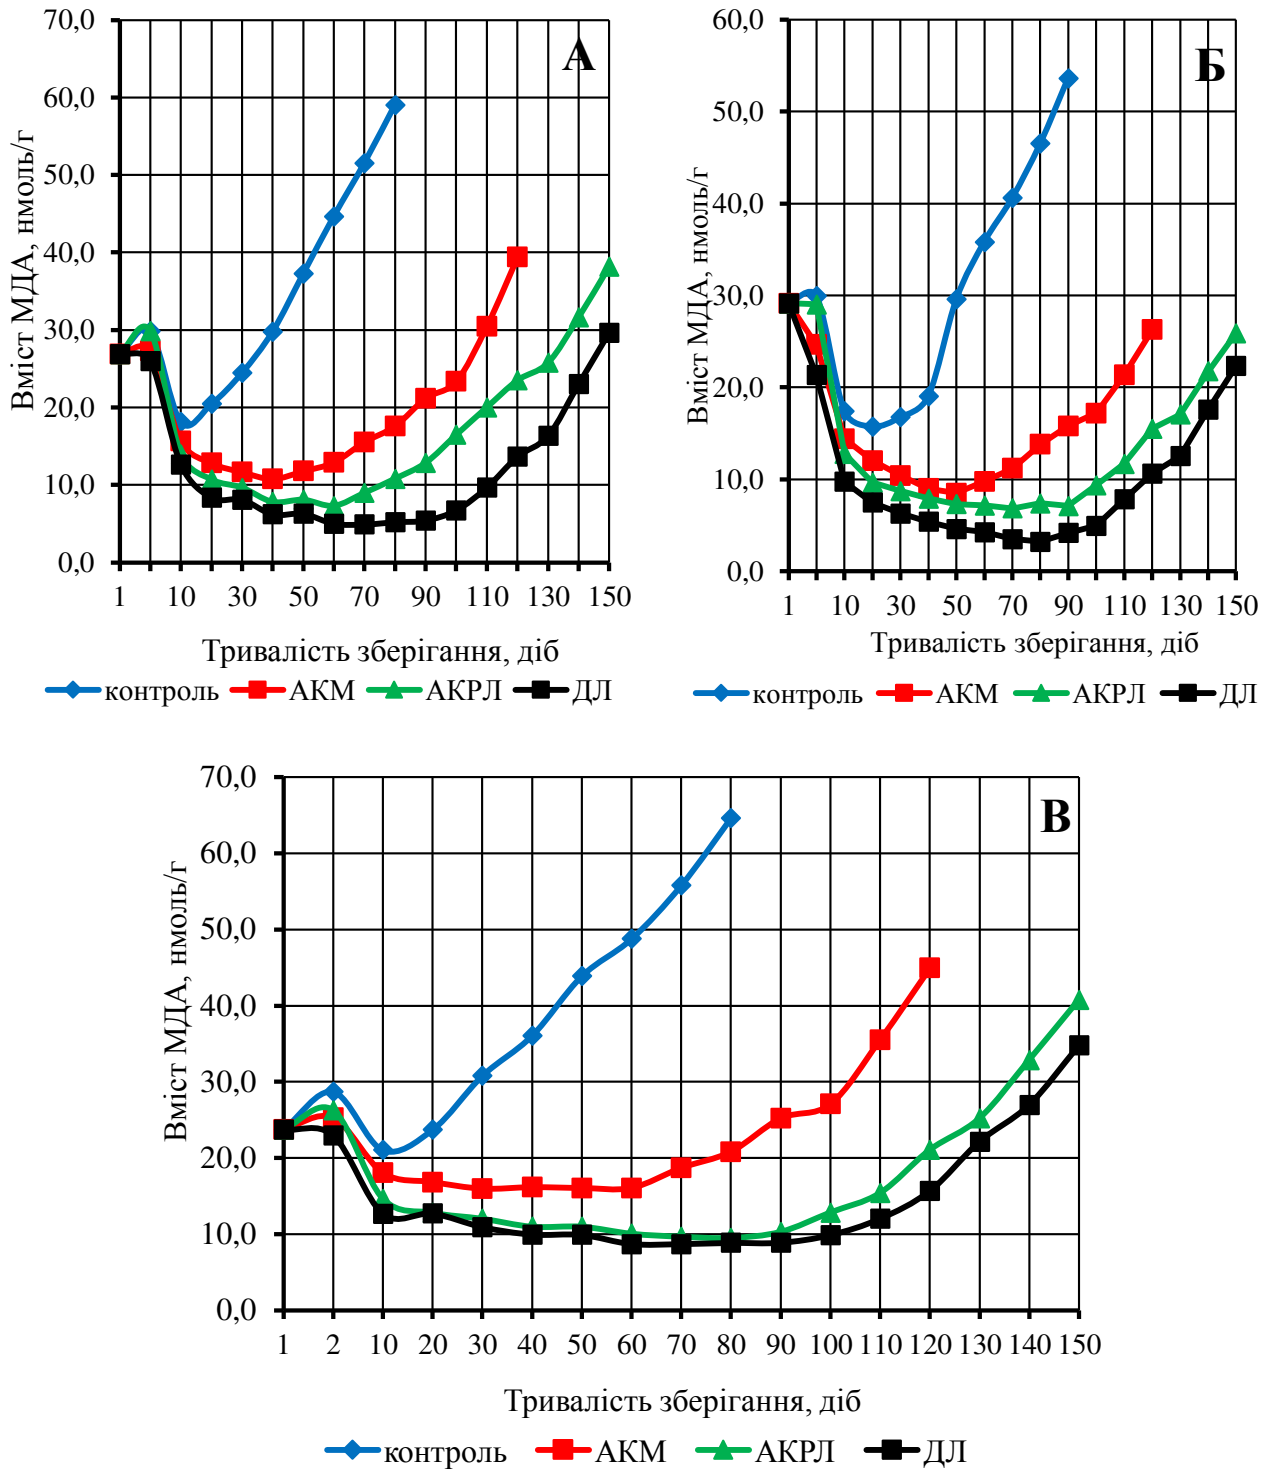 А
Вміст МДА, нмоль/г
70,0
60,0
50,0
40,0
30,0
20,0
10,0
0,0
1 10 30 50 70 90 110 130 150
Тривалість зберігання, діб
контроль АКМ АКРЛ ДЛ
Б
Вміст МДА, нмоль/г
60,0
50,0
40,0
30,0
20,0
10,0
0,0
1 10 30 50 70 90 110 130 150
Тривалість зберігання, діб
контроль АКМ АКРЛ ДЛ
В
Вміст МДА, нмоль/г
70,0
60,0
50,0
40,0
30,0
20,0
10,0
0,0
1 2 10 20 30 40 50 60 70 80 90 100 110 120 130 140 150
Тривалість зберігання, діб
контроль АКМ АКРЛ ДЛ